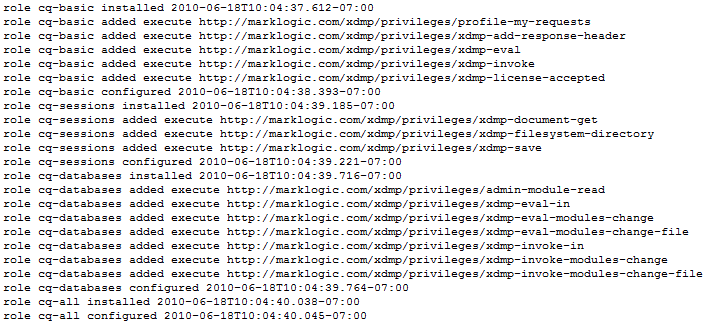 role cq-basic installed 2010-06-18T10:04:37.612-07:00
role cq-basic added execute http://marklogic.com/xdmp/privileges/profile-my-requests
role cq-basic added execute http://marklogic.com/xdmp/privileges/xdmp-add-response-header
role cq-basic added execute http://marklogic.com/xdmp/privileges/xdmp-eval
role cq-basic added execute http://marklogic.com/xdmp/privileges/xdmp-invoke
role cq-basic added execute http://marklogic.com/xdmp/privileges/xdmp-license-accepted
role cq-basic configured 2010-06-18T10:04:38.393-07:00
role cq-sessions installed 2010-06-18T10:04:39.185-07:00
role cq-sessions added execute http://marklogic.com/xdmp/privileges/xdmp-document-get
role cq-sessions added execute http://marklogic.com/xdmp/privileges/xdmp-filesystem-directory
role cq-sessions added execute http://marklogic.com/xdmp/privileges/xdmp-save
role cq-sessions configured 2010-06-18T10:04:39.221-07:00
role cq-databases installed 2010-06-18T10:04:39.716-07:00
role cq-databases added execute http://marklogic.com/xdmp/privileges/admin-module-read
role cq-databases added execute http://marklogic.com/xdmp/privileges/xdmp-eval-in
role cq-databases added execute http://marklogic.com/xdmp/privileges/xdmp-eval-modules-change
role cq-databases added execute http://marklogic.com/xdmp/privileges/xdmp-eval-modules-change-file
role cq-databases added execute http://marklogic.com/xdmp/privileges/xdmp-invoke-in
role cq-databases added execute http://marklogic.com/xdmp/privileges/xdmp-invoke-modules-change
role cq-databases added execute http://marklogic.com/xdmp/privileges/xdmp-invoke-modules-change-file
role cq-databases configured 2010-06-18T10:04:39.764-07:00
role cq-all installed 2010-06-18T10:04:40.038-07:00
role cq-all configured 2010-06-18T10:04:40.045-07:00